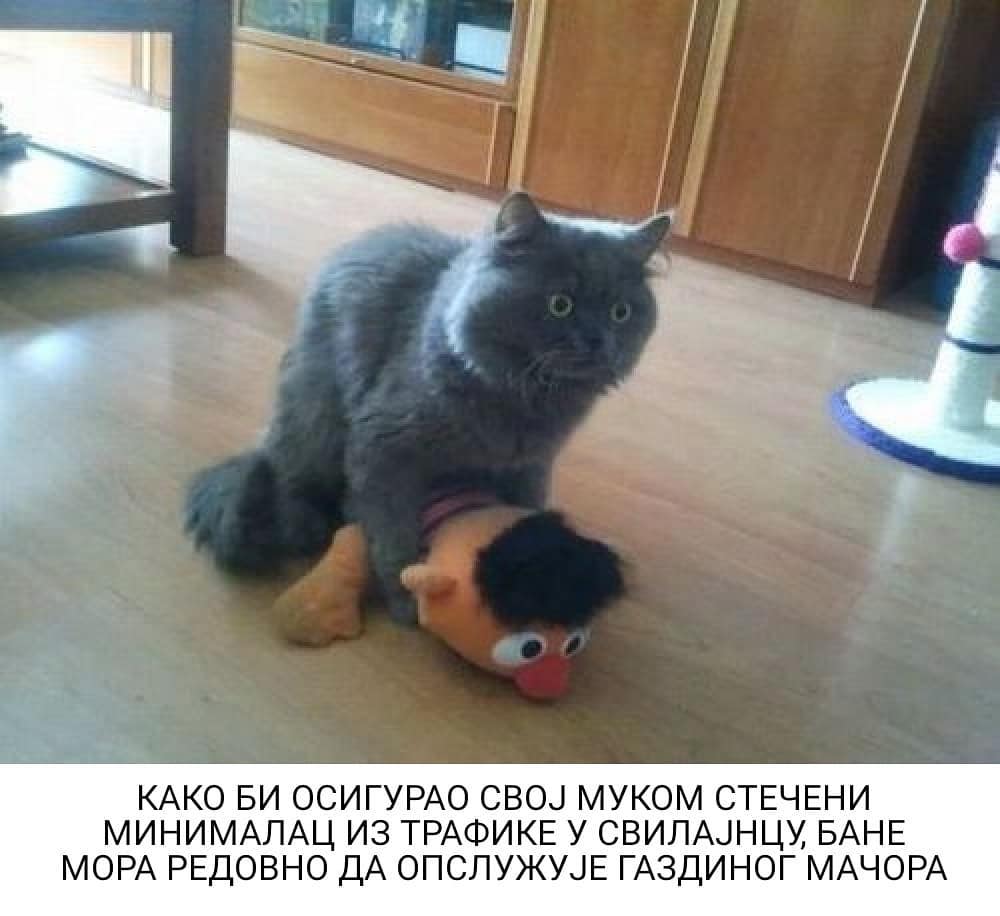 КАКО БИ ОСИГУРАО СВОЈ МУКОМ СТЕЧЕНИ
МИНИМАЛАЦ ИЗ ТРАФИКЕ У СВИЛАЈНЦУ, БАНЕ
МОРА РЕДОВНО ДА ОПСЛУЖУЈЕ ГАЗДИНОГ МАЧОРА